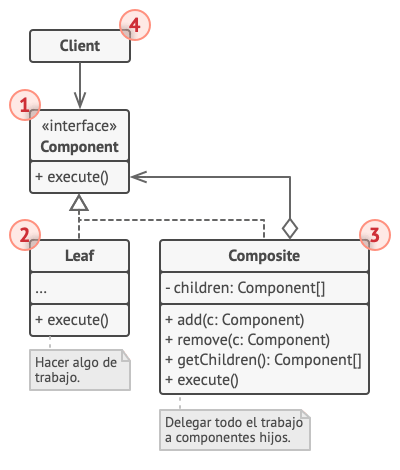 4
Client
1
«interface»
Component
+ execute()
2
Leaf
...
+ execute()
Hacer algo de
trabajo.
3
Composite
- children: Component[]
+ add(c: Component)
+ remove(c: Component)
+ getChildren(): Component[]
+ execute()
Delegar todo el trabajo
a componentes hijos.